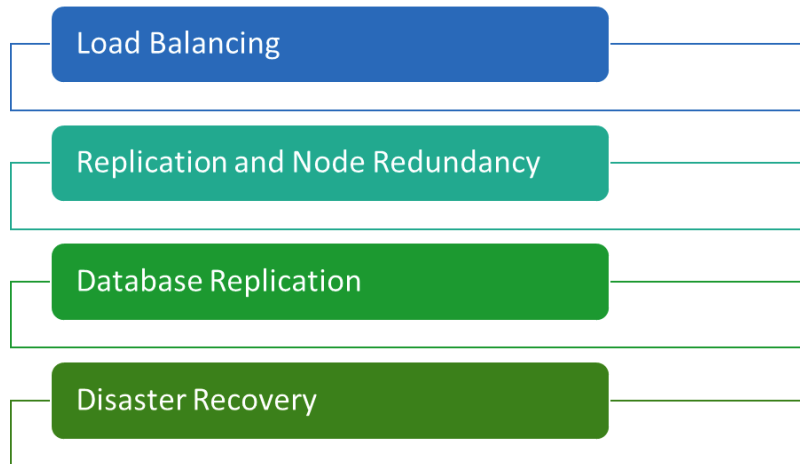 Load Balancing
Replication and Node Redundancy
Database Replication
Disaster Recovery